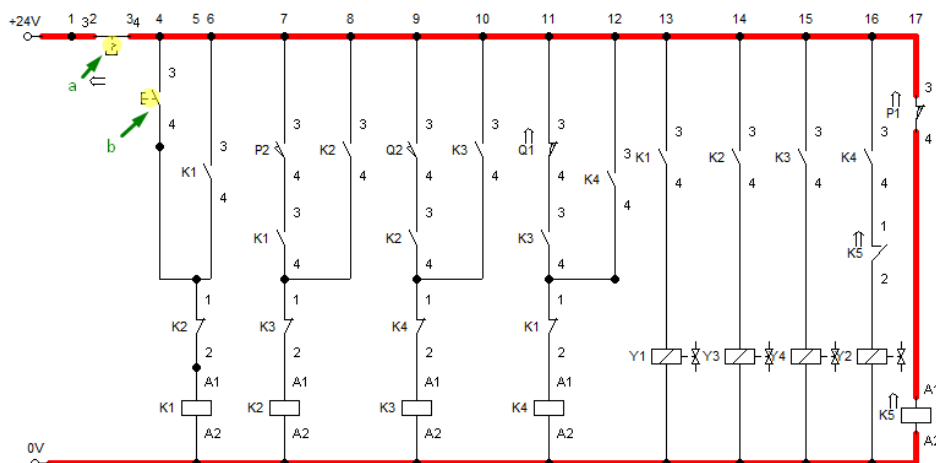 +24V 1 3 2 3 4 4 5 6 7 8 9 10 11 12 13 14 15 16 17
a
3 3
b
P1
4 4
3 3 3 3 3 3 3 3 3 3
K1 P2 K2 Q2 K3 Q1 K4 K1 K2 K3 K4
4 4 4 4 4 4 4 4 4 4 4
3 3 3 1
K1 K2 K3 K5
4 4 4 2
1 1 1 1
K2 K3 K4 K1
2 2 2 2
Y1 Y3 Y4 Y2
A1 A1 A1 A1 A1
K1 K2 K3 K4 K5
A2 A2 A2 A2 A2
0V